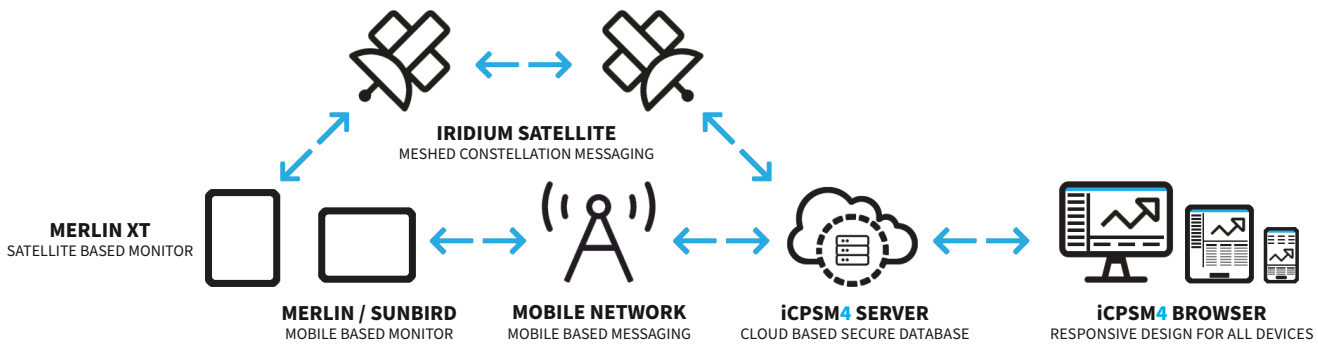 IRIDIUM SATELLITE
MESHED CONSTELLATION MESSAGING
MERLIN XT
SATELLITE BASED MONITOR
MERLIN / SUNBIRD
MOBILE BASED MONITOR
MOBILE NETWORK
MOBILE BASED MESSAGING
iCPSM4 SERVER
CLOUD BASED SECURE DATABASE
iCPSM4 BROWSER
RESPONSIVE DESIGN FOR ALL DEVICES